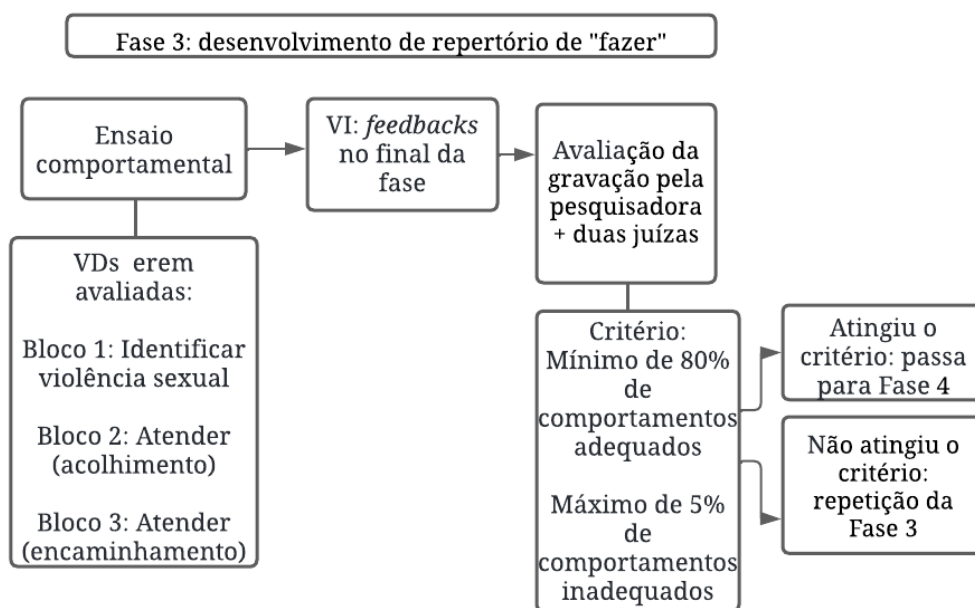 Fase 3: desenvolvimento de repertório de "fazer"
Ensaio
comportamental
VI: feedbacks
no final da
fase
Avaliação da
gravação pela
pesquisadora
+ duas juízas
VDs erem
avaliadas:
Bloco 1: Identificar
violência sexual
Bloco 2: Atender
(acolhimento)
Bloco 3: Atender
(encaminhamento)
Critério:
Mínimo de 80%
de
comportamentos
adequados
Máximo de 5%
de
comportamentos
inadequados
Atingiu o
critério: passa
para Fase 4
Não atingiu o
critério:
repetição da
Fase 3